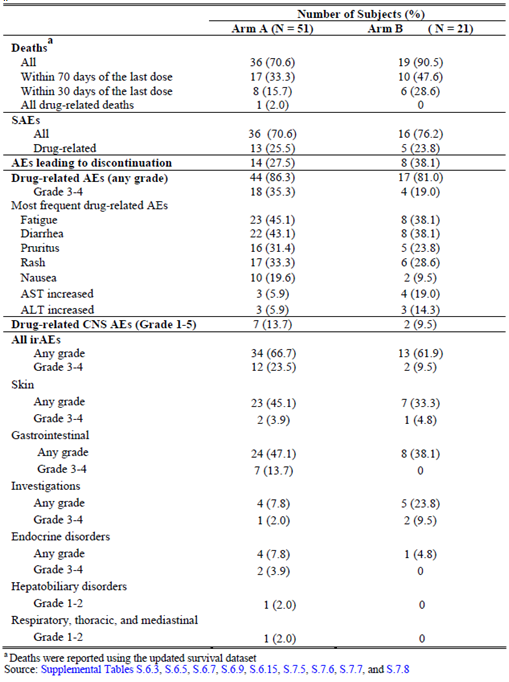 Number of Subjects (%)
Arm A (N = 51) Arm B ( N = 21)
Deathsa
All 36 (70.6) 19 (90.5)
Within 70 days of the last dose 17 (33.3) 10 (47.6)
Within 30 days of the last dose 8 (15.7) 6 (28.6)
All drug-related deaths 1 (2.0) 0
SAEs
All 36 (70.6) 16 (76.2)
Drug-related 13 (25.5) 5 (23.8)
AEs leading to discontinuation 14 (27.5) 8 (38.1)
Drug-related AEs (any grade) 44 (86.3) 17 (81.0)
Grade 3-4 18 (35.3) 4 (19.0)
Most frequent drug-related AEs
Fatigue 23 (45.1) 8 (38.1)
Diarrhea 22 (43.1) 8 (38.1)
Pruritus 16 (31.4) 5 (23.8)
Rash 17 (33.3) 6 (28.6)
Nausea 10 (19.6) 2 (9.5)
AST increased 3 (5.9) 4 (19.0)
ALT increased 3 (5.9) 3 (14.3)
Drug-related CNS AEs (Grade 1-5) 7 (13.7) 2 (9.5)
All irAEs
Any grade 34 (66.7) 13 (61.9)
Grade 3-4 12 (23.5) 2 (9.5)
Skin
Any grade 23 (45.1) 7 (33.3)
Grade 3-4 2 (3.9) 1 (4.8)
Gastrointestinal
Any grade 24 (47.1) 8 (38.1)
Grade 3-4 7 (13.7) 0
Investigations
Any grade 4 (7.8) 5 (23.8)
Grade 3-4 1 (2.0) 2 (9.5)
Endocrine disorders
Any grade 4 (7.8) 1 (4.8)
Grade 3-4 2 (3.9) 0
Hepatobiliary disorders
Grade 1-2 1 (2.0) 0
Respiratory, thoracic, and mediastinal
Grade 1-2 1 (2.0) 0
a Deaths were reported using the updated survival dataset
Source: Supplemental Tables S.6.3, S.6.5, S.6.7, S.6.9, S.6.15, S.7.5, S.7.6, S.7.7, and S.7.8